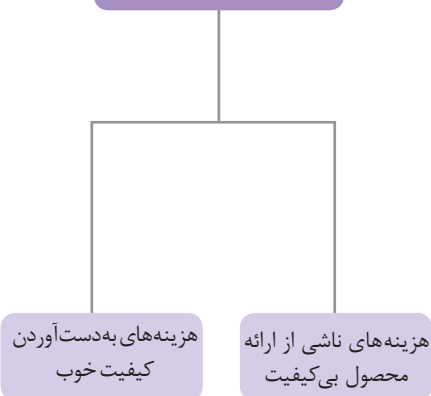 هزینه‌های ناشی از ارائه
محصول بی‌کیفیت
هزینه‌های به‌دست‌آوردن
کیفیت خوب